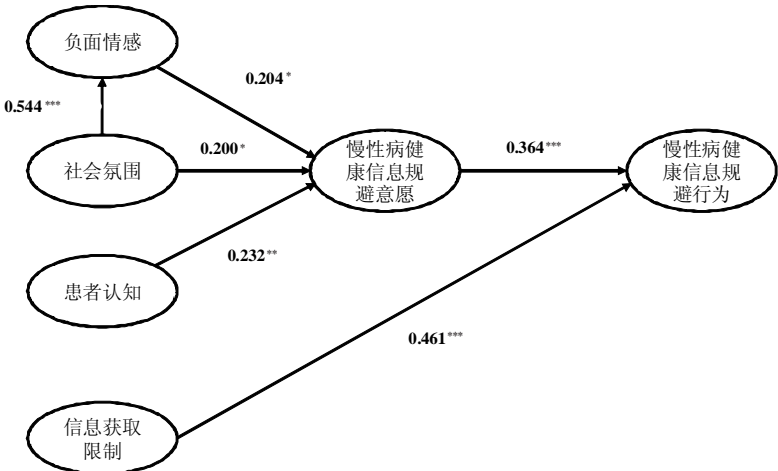 负面情感
0.204*
0.544***
社会氛围
0.200*
慢性病健
康信息规
避意愿
0.364***
慢性病健
康信息规
避行为
0.232**
患者认知
0.461***
信息获取
限制